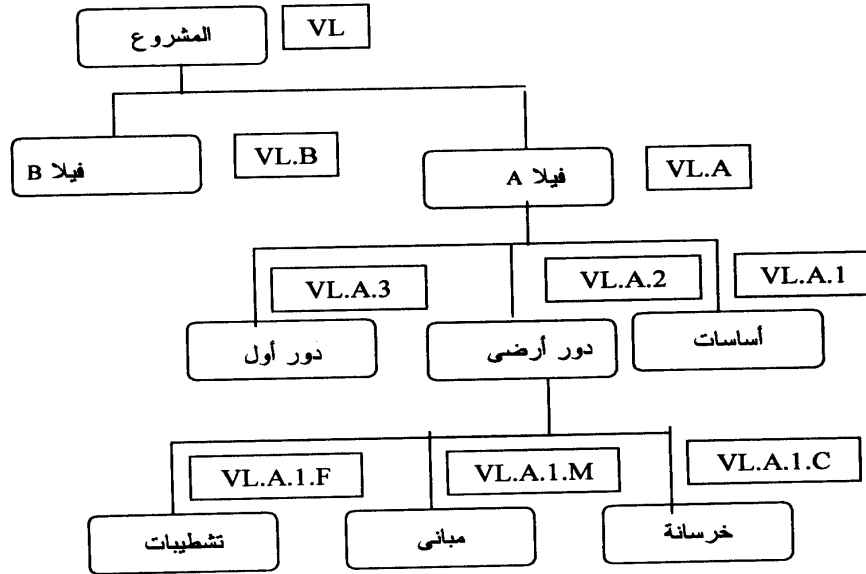 المشروع
VL
فيلا B
VL.B
فيلا A
VL.A
VL.A.3
VL.A.2
VL.A.1
دور أول
دور أرضى
أساسات
VL.A.1.F
VL.A.1.M
VL.A.1.C
تشطيبات
مبانى
خرسانة